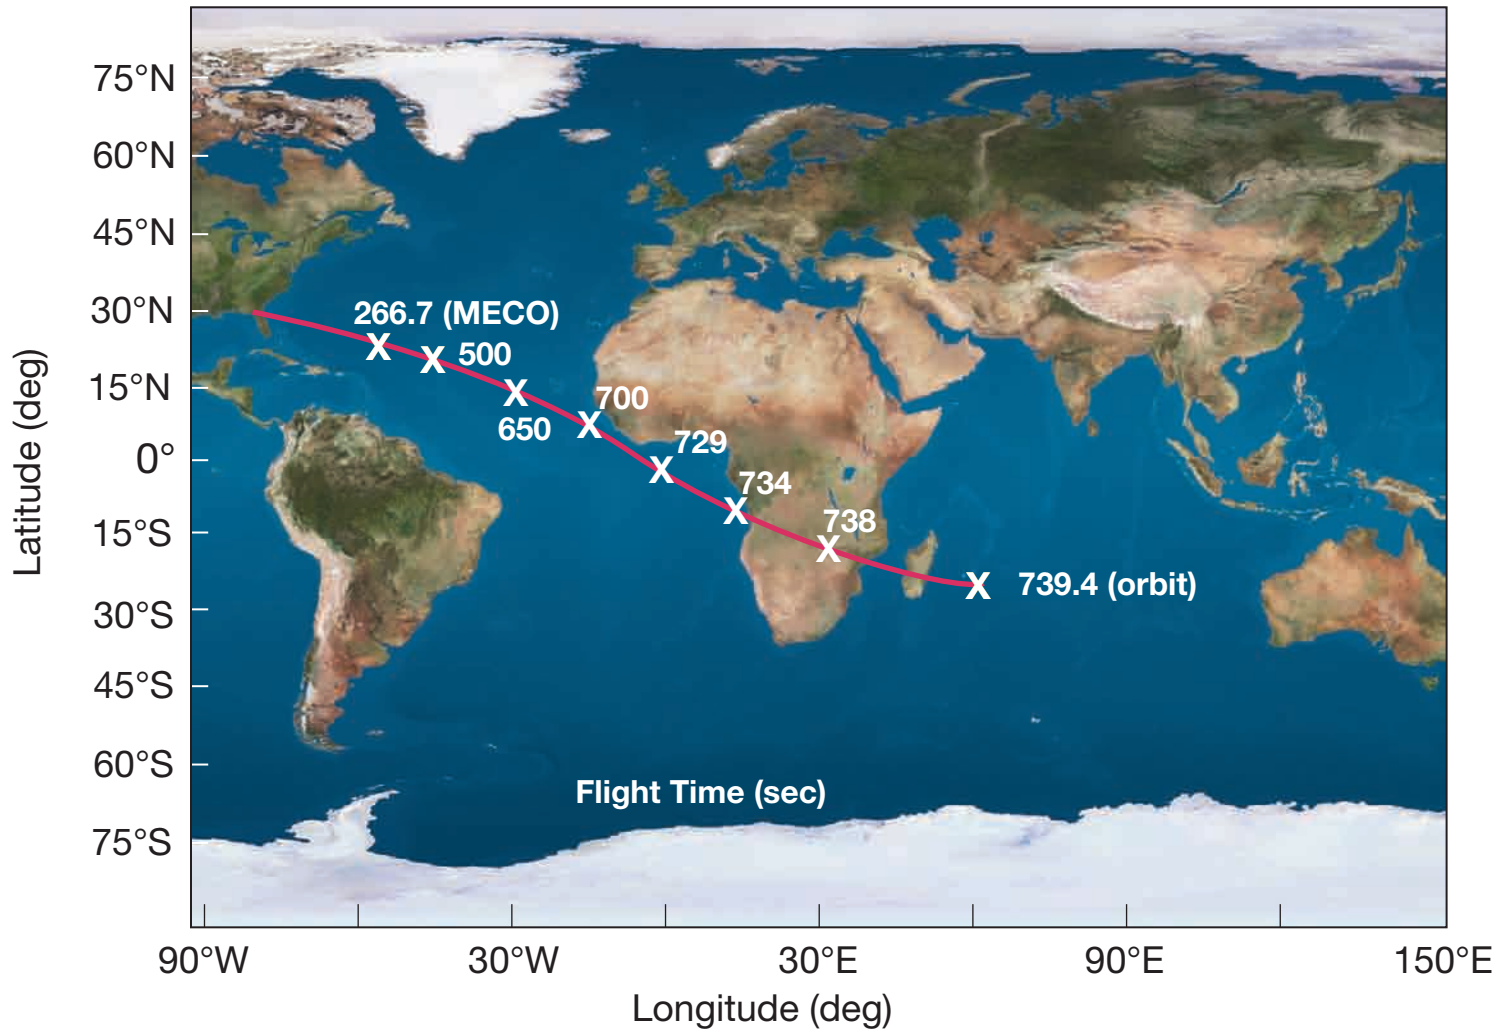 75°N
60°N
45°N
30°N
15°N
0°
15°S
30°S
45°S
60°S
75°S
Latitude (deg)
266.7 (MECO)
500
650
700
729
734
738
739.4 (orbit)
Flight Time (sec)
90°W
30°W
30°E
90°E
150°E
Longitude (deg)